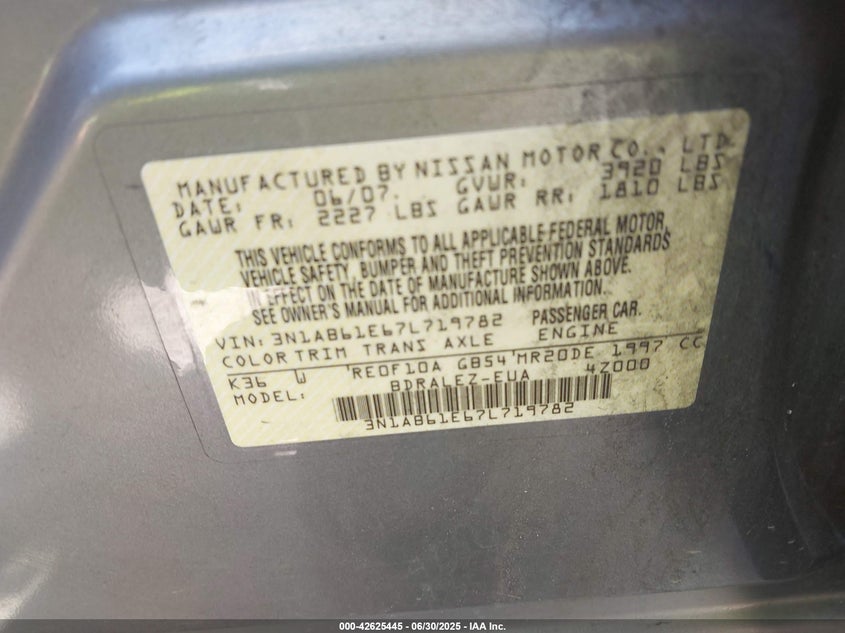 MANUFACTURED BY NISSAN MOTOR CO., LTD.
DATE: 06/07. GVWR: 3920 LBS
GAWR FR: 2227 LBS GAWR RR: 1810 LBS
THIS VEHICLE CONFORMS TO ALL APPLICABLE FEDERAL MOTOR
VEHICLE SAFETY, BUMPER AND THEFT PREVENTION STANDARDS
IN EFFECT ON THE DATE OF MANUFACTURE SHOWN ABOVE.
SEE OWNER'S MANUAL FOR ADDITIONAL INFORMATION.
VIN: 3N1AB61E67L719782 PASSENGER CAR.
COLOR TRIM TRANS AXLE ENGINE
K36 W RE0F10A GB54 MR20DE 1997 CC
MODEL: BDRALEZ-EUA 4Z000
3N1AB61E67L719782
000-42625445 - 06/30/2025 - IAA Inc.